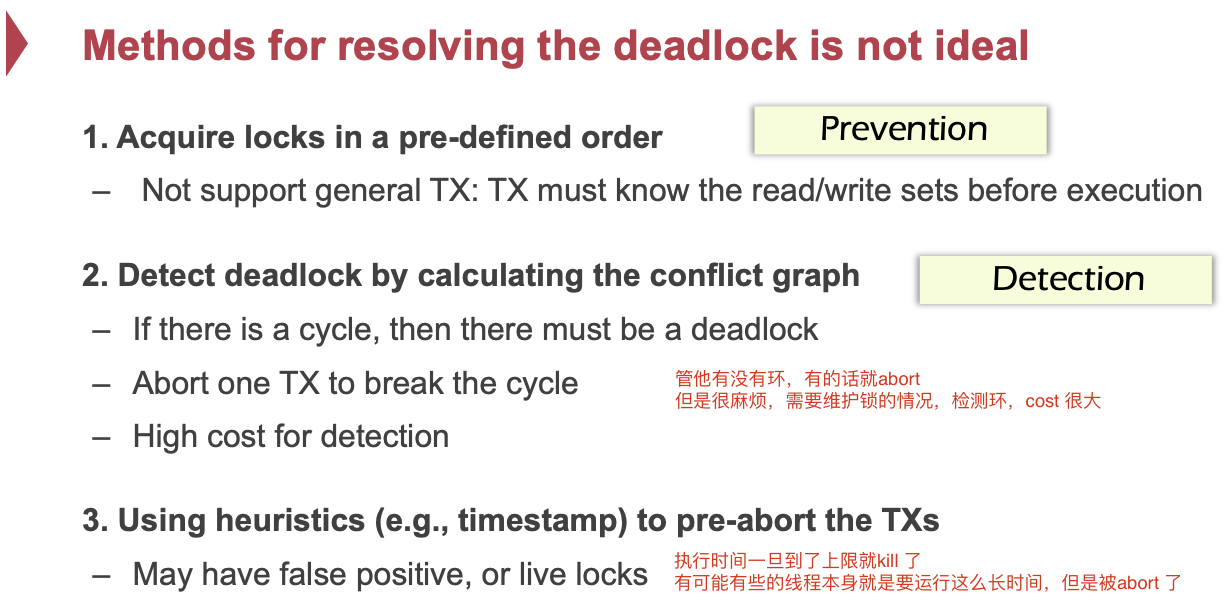 Methods for resolving the deadlock is not ideal
1. Acquire locks in a pre-defined order
Prevention
– Not support general TX: TX must know the read/write sets before execution
2. Detect deadlock by calculating the conflict graph
Detection
– If there is a cycle, then there must be a deadlock
– Abort one TX to break the cycle
管他有没有环，有的话就abort
但是很麻烦，需要维护锁的情况，检测环，cost 很大
– High cost for detection
3. Using heuristics (e.g., timestamp) to pre-abort the TXs
– May have false positive, or live locks
执行时间一旦到了上限就kill 了
有可能有些的线程本身就是要运行这么长时间，但是被abort 了